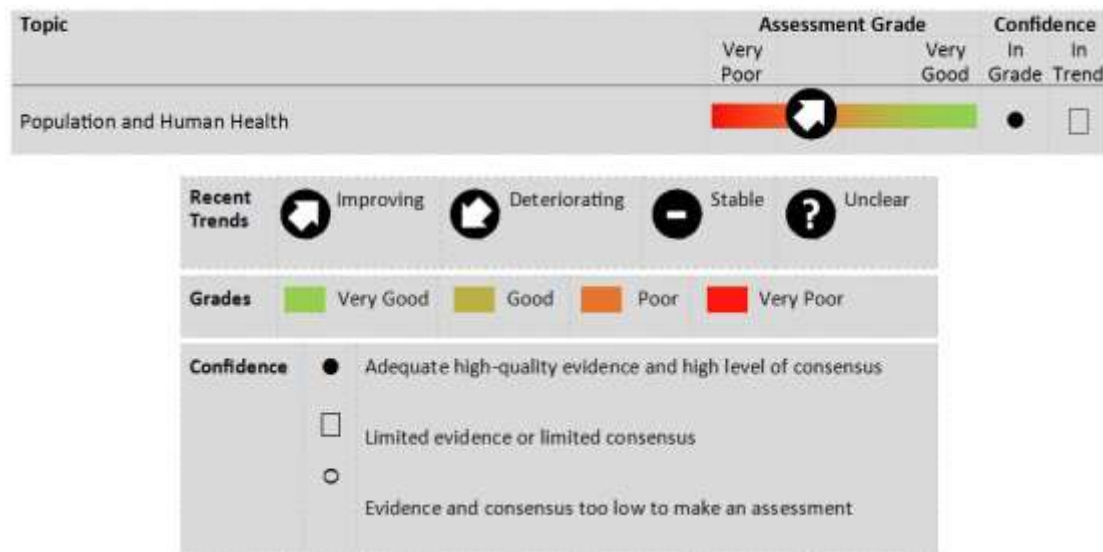 Topic Assessment Grade Confidence
Very Very In In
Poor Good Grade Trend
Population and Human Health
Recent Improving Deteriorating Stable ? Unclear
Trends
Grades Very Good Good Poor Very Poor
Confidence ● Adequate high-quality evidence and high level of consensus
Limited evidence or limited consensus
Evidence and consensus too low to make an assessment